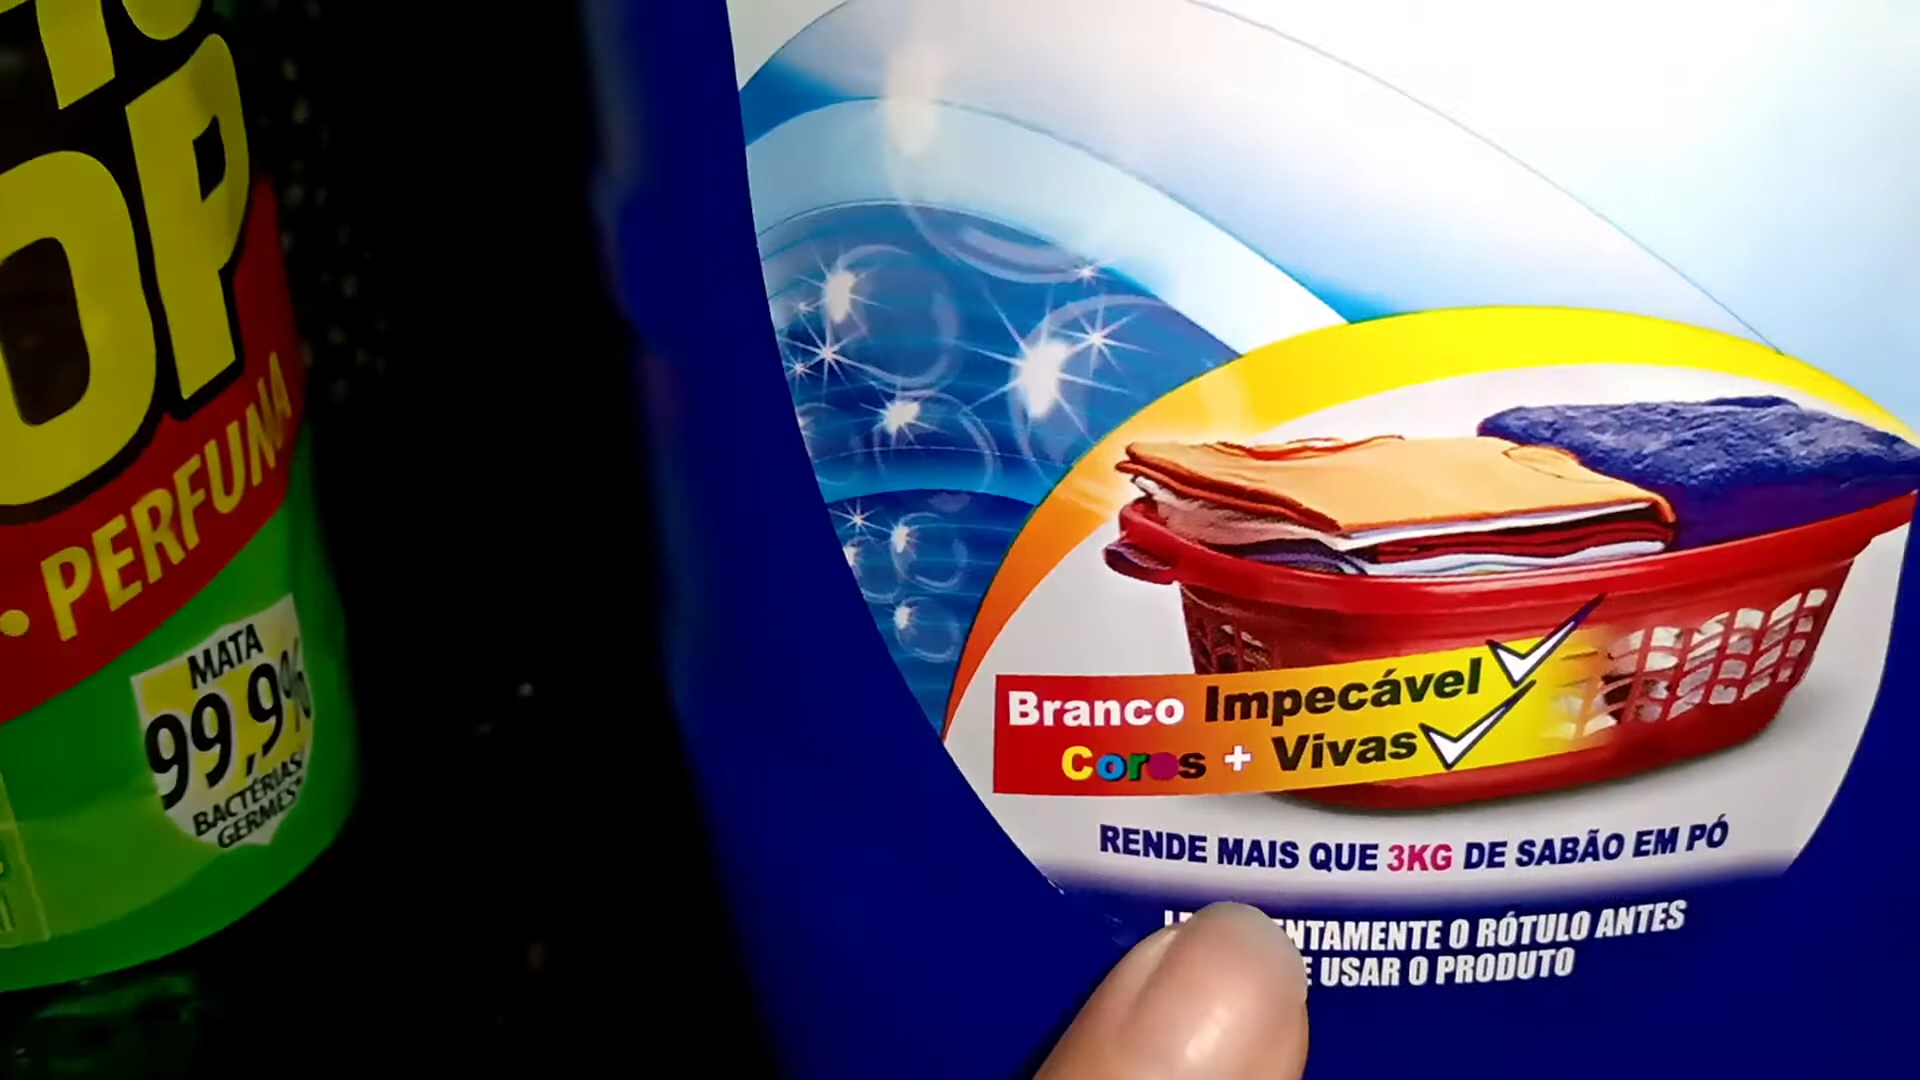 OP
• PERFUMA
MATA
99,9%
BACTÉRIAS/
GERMES*
Branco Impecável
Cores + Vivas
RENDE MAIS QUE 3KG DE SABÃO EM PÓ
O RÓTULO ANTES
USAR O PRODUTO